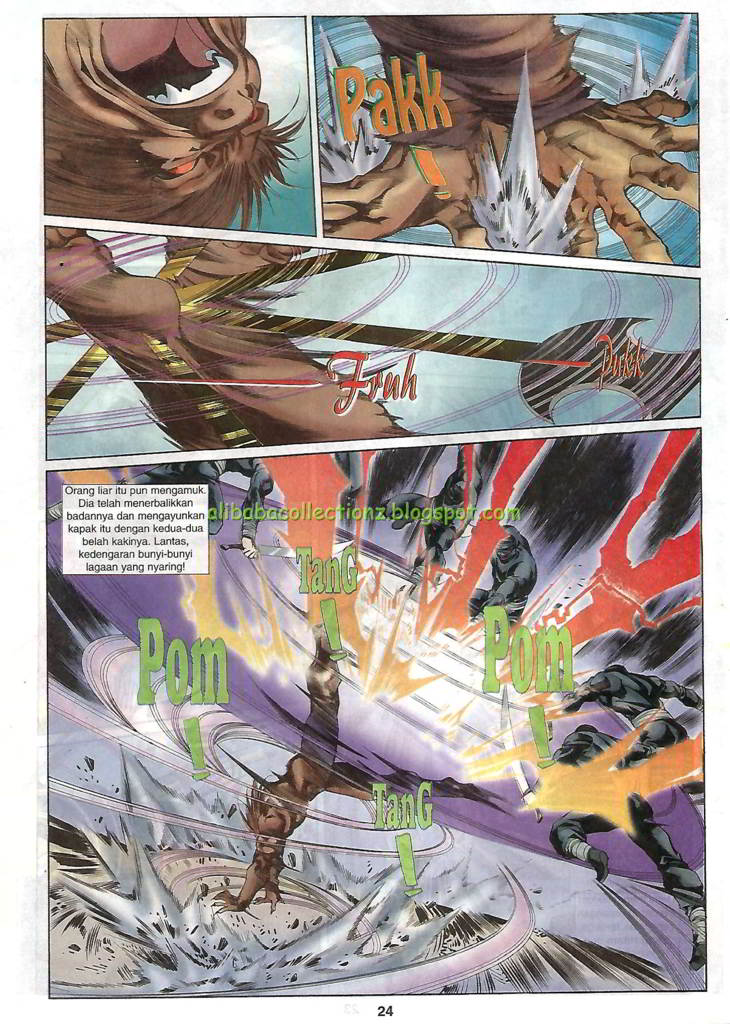 Pakk
!
Fruh
Pukk
Orang liar itu pun mengamuk.
Dia telah menerbalikkan
badannya dan mengayunkan
kapak itu dengan kedua-dua
belah kakinya. Lantas,
kedengaran bunyi-bunyi
lagaan yang nyaring!
alibabacollectionz.blogspot.com
TanG
!
Pom
!
Pom
!
TanG
!
24